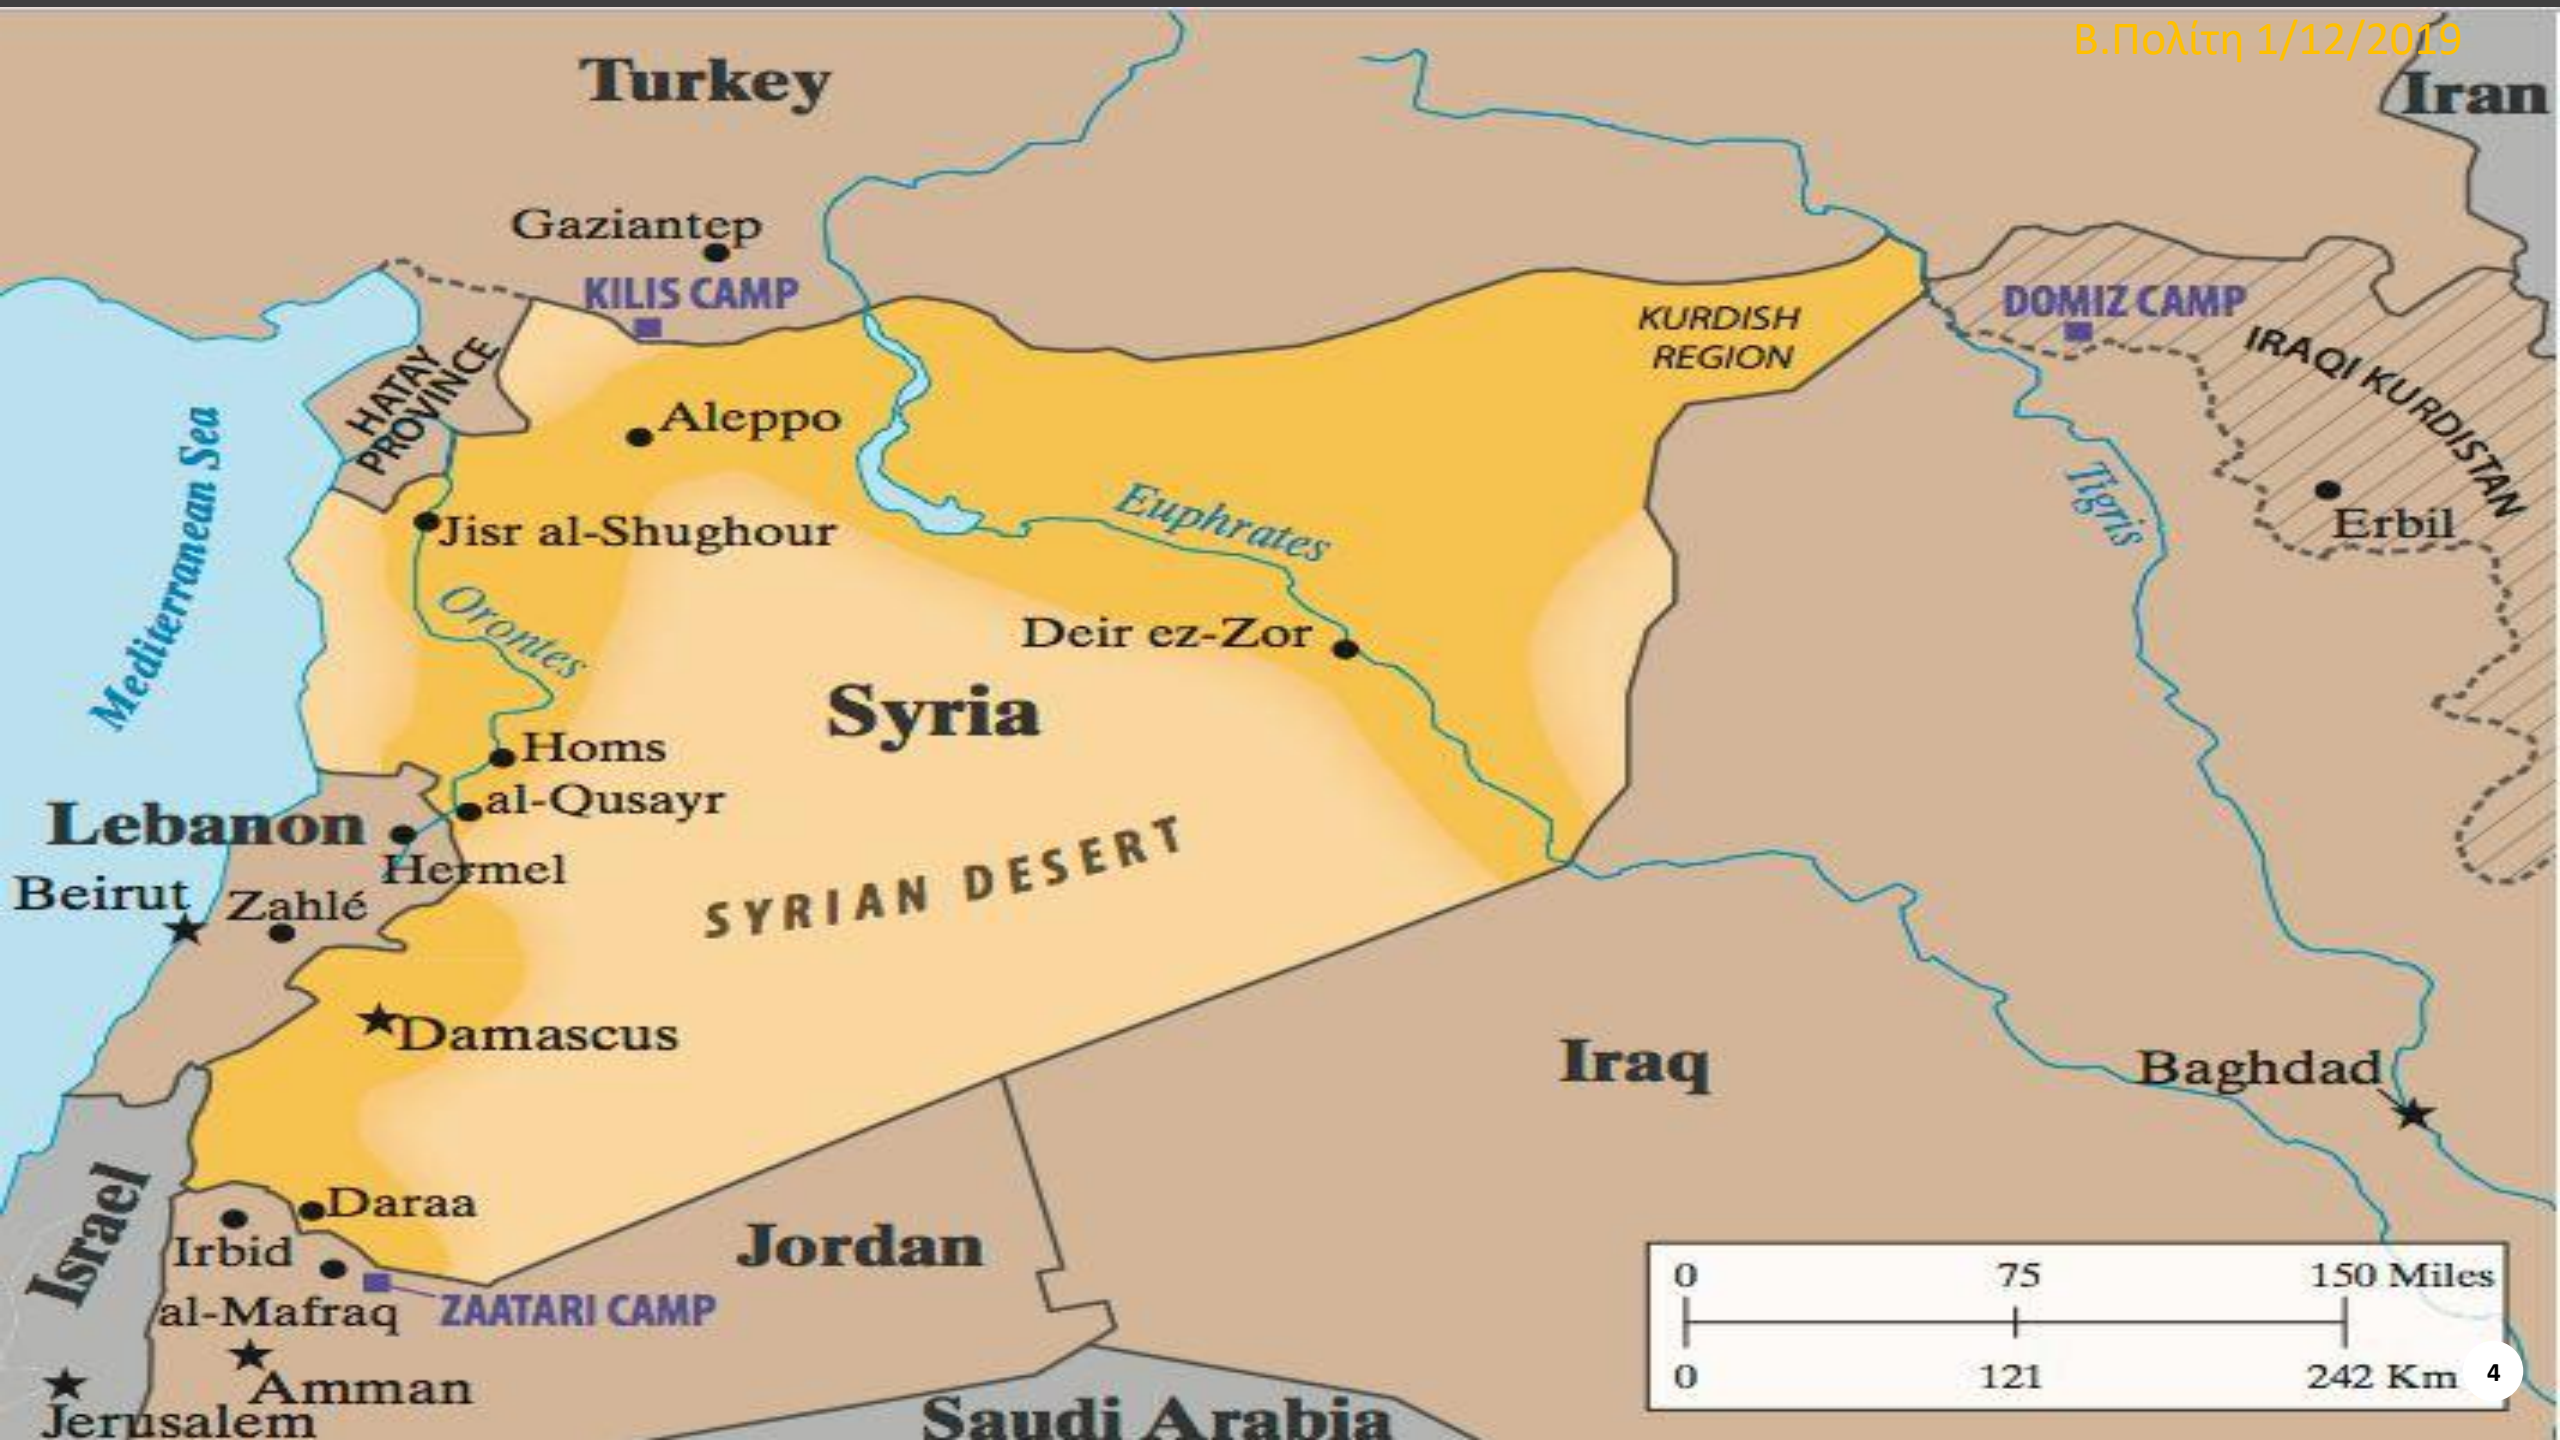 Β.Πολίτη 1/12/2019
Turkey
Iran
Gaziantep
KILIS CAMP
DOMIZ CAMP
KURDISH
REGION
IRAQI KURDISTAN
HATAY
PROVINCE
Aleppo
Mediterranean Sea
Euphrates
Tigris
Erbil
Jisr al-Shughour
Orontes
Deir ez-Zor
Syria
Homs
al-Qusayr
Lebanon
Hermel
SYRIAN DESERT
Beirut
Zahlé
Damascus
Iraq
Baghdad
Israel
Daraa
Irbid
Jordan
al-Mafraq
ZAATARI CAMP
Amman
Jerusalem
Saudi Arabia
0 75 150 Miles
0 121 242 Km
4